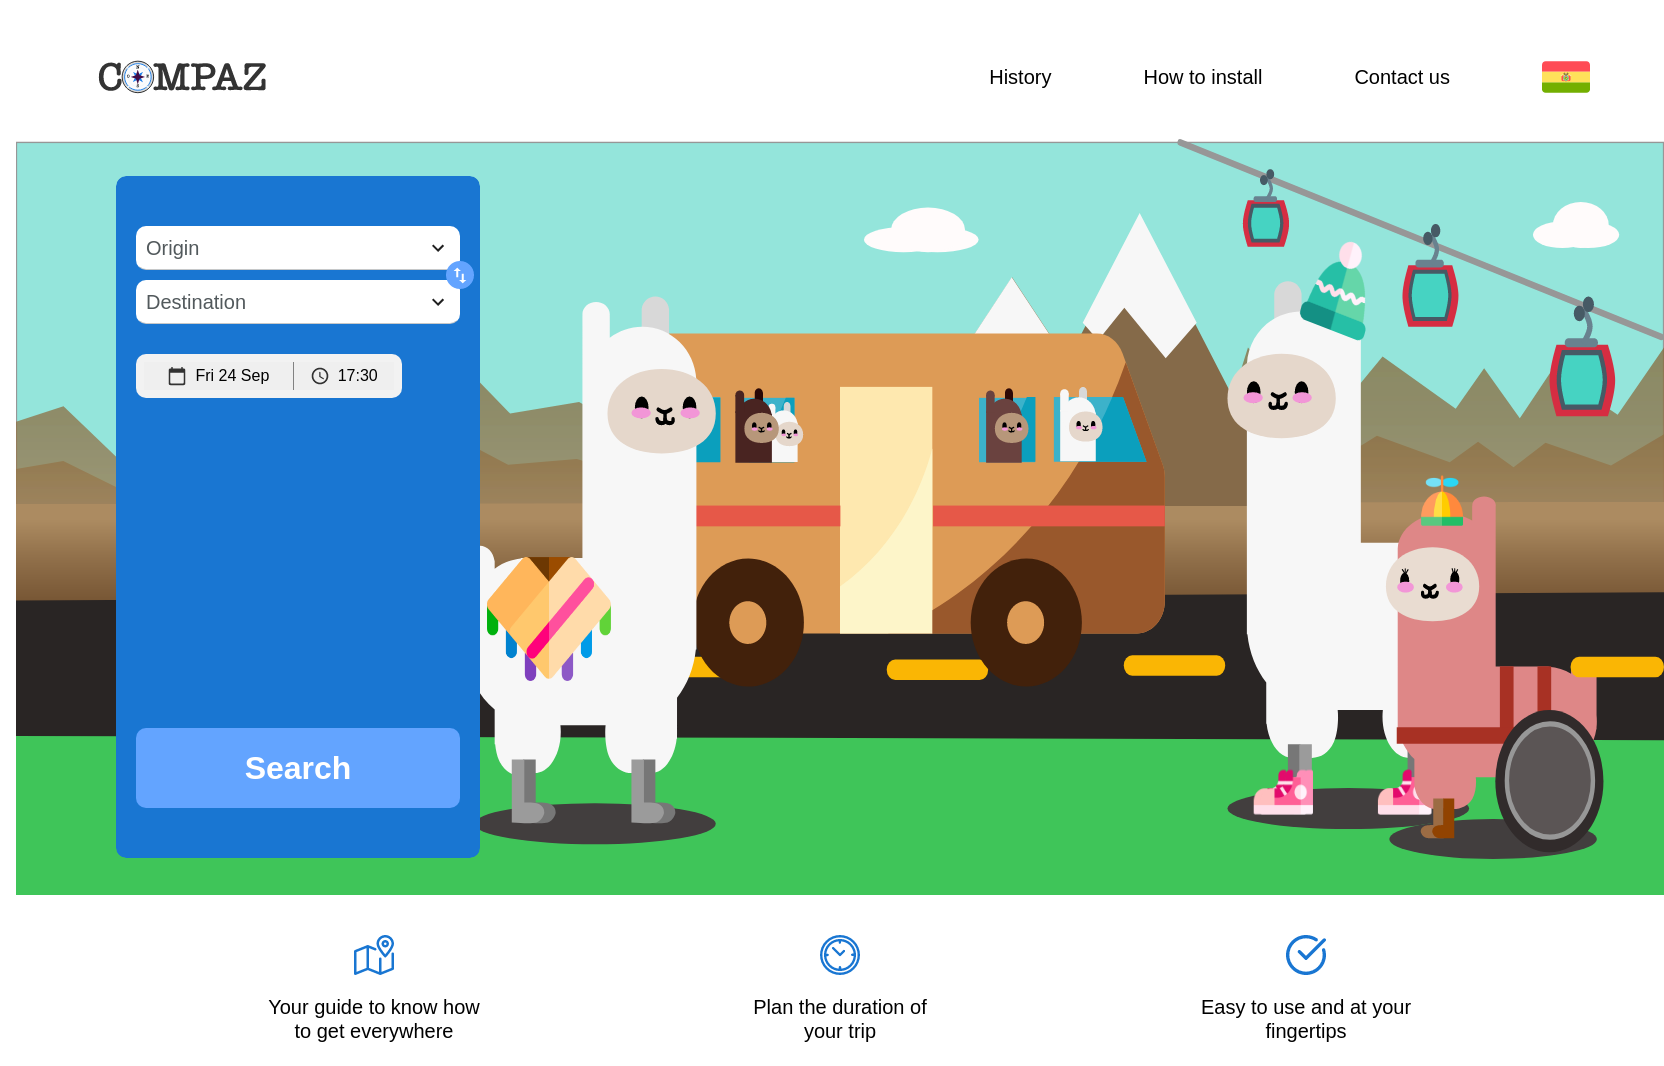 COMPAZ
History
How to install
Contact us
Origin
Destination
Fri 24 Sep
17:30
Search
Your guide to know how
to get everywhere
Plan the duration of
your trip
Easy to use and at your
fingertips